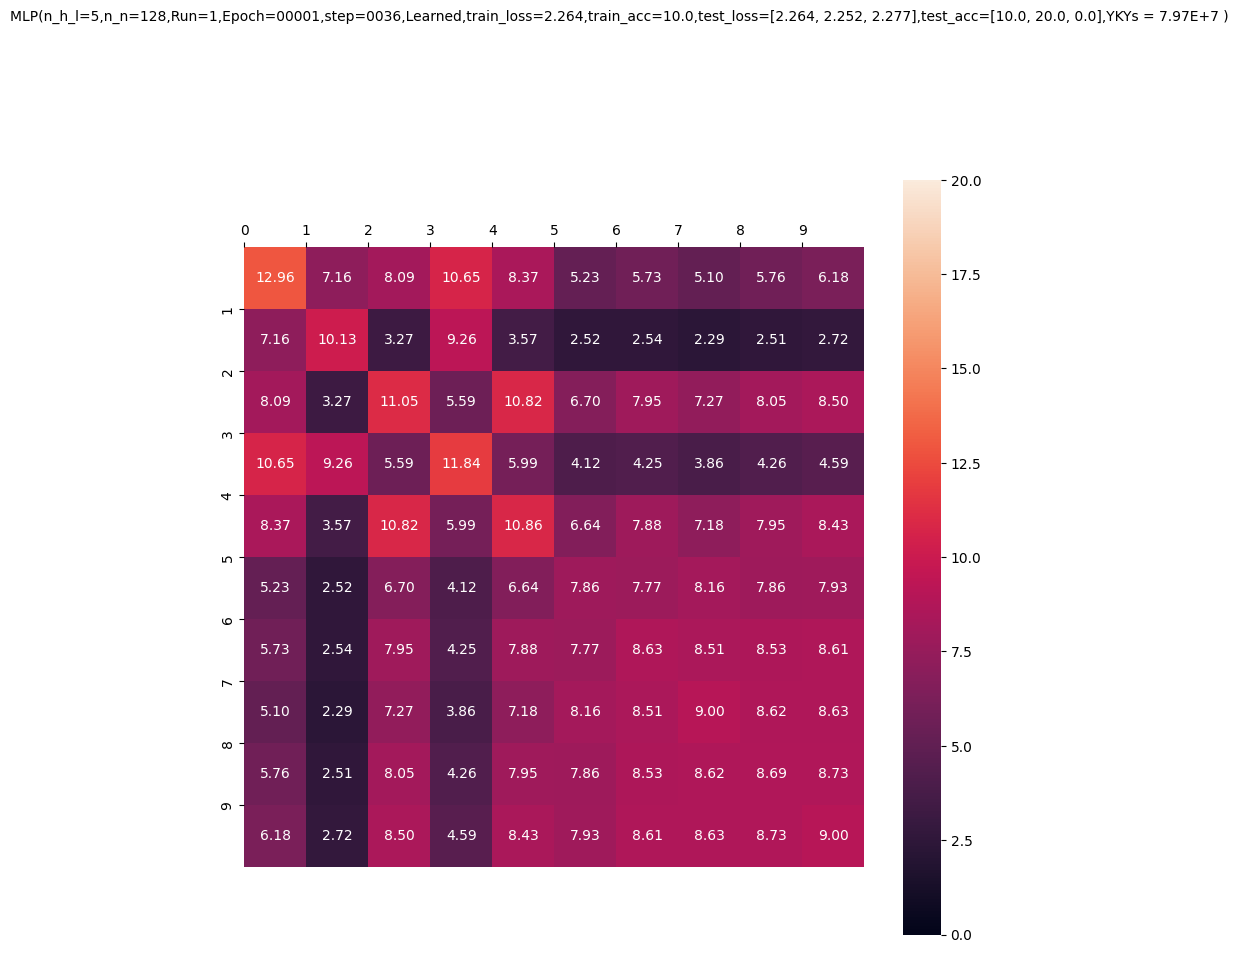 MLP(n_h_l=5,n_n=128,Run=1,Epoch=00001,step=0036,Learned,train_loss=2.264,train_acc=10.0,test_loss=[2.264, 2.252, 2.277],test_acc=[10.0, 20.0, 0.0],YKYs = 7.97E+7 )
0 1 2 3 4 5 6 7 8 9
12.96 7.16 8.09 10.65 8.37 5.23 5.73 5.10 5.76 6.18
1
7.16 10.13 3.27 9.26 3.57 2.52 2.54 2.29 2.51 2.72
2
8.09 3.27 11.05 5.59 10.82 6.70 7.95 7.27 8.05 8.50
3
10.65 9.26 5.59 11.84 5.99 4.12 4.25 3.86 4.26 4.59
4
8.37 3.57 10.82 5.99 10.86 6.64 7.88 7.18 7.95 8.43
5
5.23 2.52 6.70 4.12 6.64 7.86 7.77 8.16 7.86 7.93
6
5.73 2.54 7.95 4.25 7.88 7.77 8.63 8.51 8.53 8.61
7
5.10 2.29 7.27 3.86 7.18 8.16 8.51 9.00 8.62 8.63
8
5.76 2.51 8.05 4.26 7.95 7.86 8.53 8.62 8.69 8.73
9
6.18 2.72 8.50 4.59 8.43 7.93 8.61 8.63 8.73 9.00
20.0
17.5
15.0
12.5
10.0
7.5
5.0
2.5
0.0